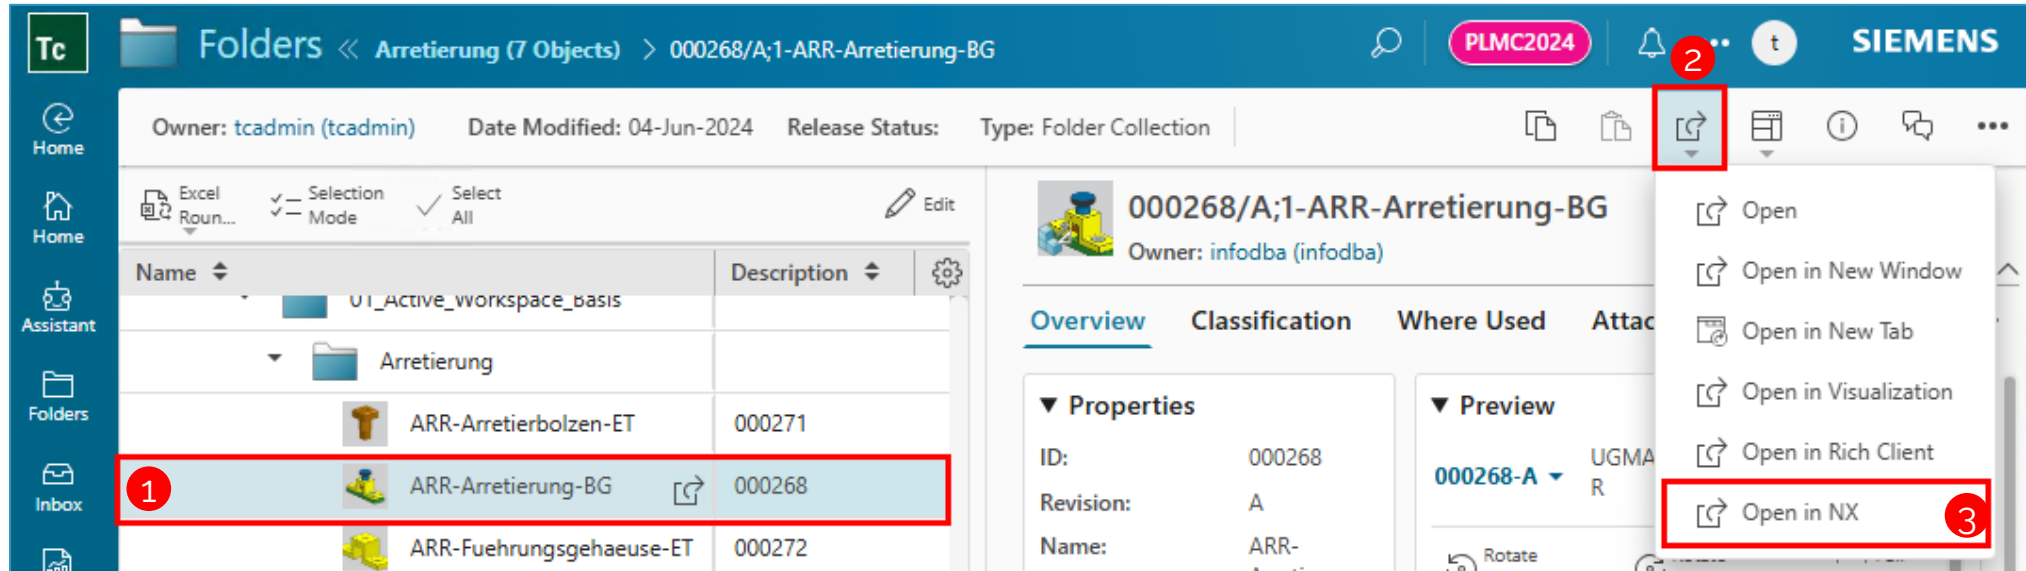 Tc
Folders « Arretierung (7 Objects) > 000268/A;1-ARR-Arretierung-BG
PLMC2024
t
SIEMENS
2
Owner: tcadmin (tcadmin) Date Modified: 04-Jun-2024 Release Status: Type: Folder Collection
Home
Home
Assistant
Folders
Inbox
Excel
Roun...
Selection
Mode
Select
All
Edit
Name
Description
01_Active_Workspace_Basis
Arretierung
ARR-Arretierbolzen-ET 000271
1
ARR-Arretierung-BG 000268
ARR-Fuehrungsgehaeuse-ET 000272
000268/A;1-ARR-Arretierung-BG
Owner: infodba (infodba)
Overview Classification Where Used Attac
Properties
ID: 000268
Revision: A
Name: ARR-
Preview
000268-A
UGMA
R
Rotate
Open
Open in New Window
Open in New Tab
Open in Visualization
Open in Rich Client
Open in NX
3